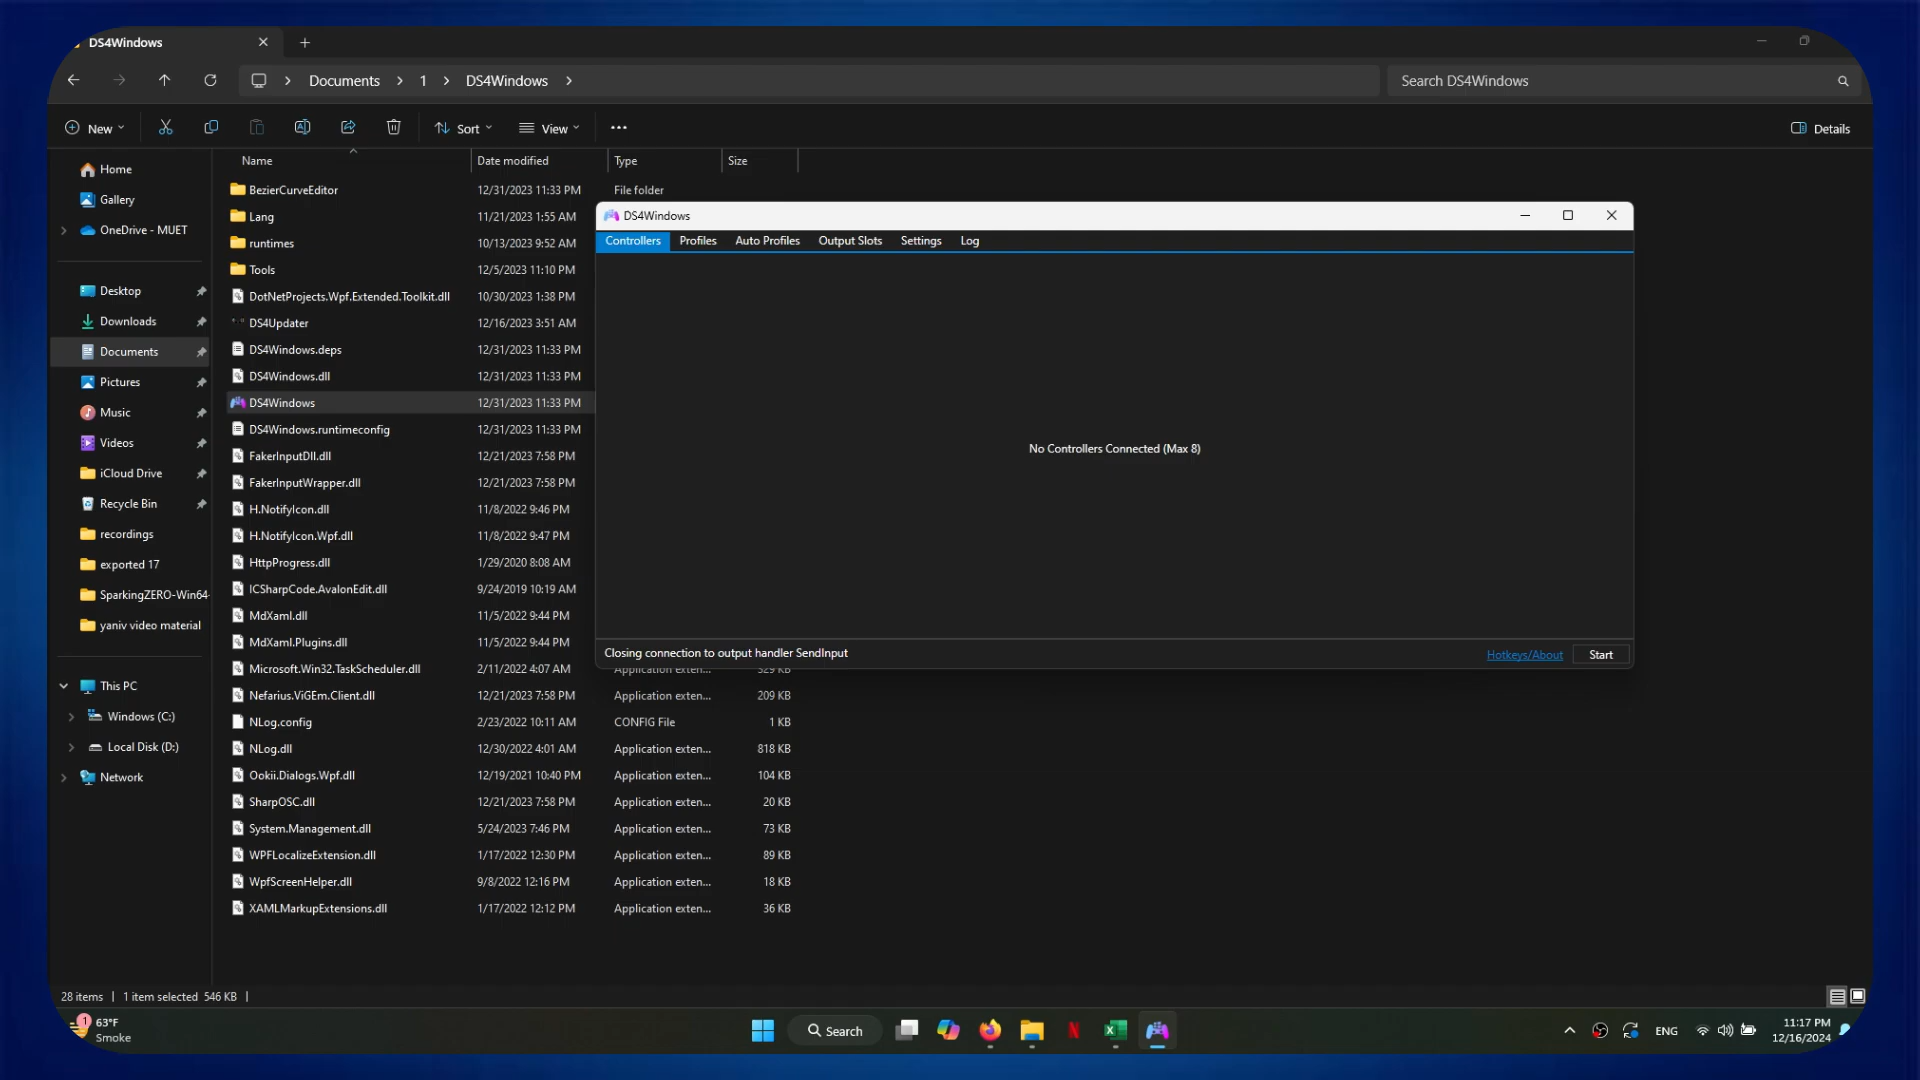 DS4Windows
Documents > 1 > DS4Windows >
Search DS4Windows
New
Sort
View
Details
Name Date modified Type Size
Home
Gallery
OneDrive - MUET
Desktop
Downloads
Documents
Pictures
Music
Videos
iCloud Drive
Recycle Bin
recordings
exported 17
SparkingZERO-Win64-
yaniv video material
This PC
Windows (C:)
Local Disk (D:)
Network
BezierCurveEditor 12/31/2023 11:33 PM File folder
Lang 11/21/2023 1:55 AM
runtimes 10/13/2023 9:52 AM
Tools 12/5/2023 11:10 PM
DotNetProjects.Wpf.Extended.Toolkit.dll 10/30/2023 1:38 PM
DS4Updater 12/16/2023 3:51 AM
DS4Windows.deps 12/31/2023 11:33 PM
DS4Windows.dll 12/31/2023 11:33 PM
DS4Windows 12/31/2023 11:33 PM
DS4Windows.runtimeconfig 12/31/2023 11:33 PM
FakerInputDll.dll 12/21/2023 7:58 PM
FakerInputWrapper.dll 12/21/2023 7:58 PM
H.NotifyIcon.dll 11/8/2022 9:46 PM
H.NotifyIcon.Wpf.dll 11/8/2022 9:47 PM
HttpProgress.dll 1/29/2020 8:08 AM
ICSharpCode.AvalonEdit.dll 9/24/2019 10:19 AM
MdXaml.dll 11/5/2022 9:44 PM
MdXaml.Plugins.dll 11/5/2022 9:44 PM
Microsoft.Win32.TaskScheduler.dll 2/11/2022 4:07 AM Application exten... 329 KB
Nefarius.ViGEm.Client.dll 12/21/2023 7:58 PM Application exten... 209 KB
NLog.config 2/23/2022 10:11 AM CONFIG File 1 KB
NLog.dll 12/30/2022 4:01 AM Application exten... 818 KB
Ookii.Dialogs.Wpf.dll 12/19/2021 10:40 PM Application exten... 104 KB
SharpOSC.dll 12/21/2023 7:58 PM Application exten... 20 KB
System.Management.dll 5/24/2023 7:46 PM Application exten... 73 KB
WPFLocalizeExtension.dll 1/17/2022 12:30 PM Application exten... 89 KB
WpfScreenHelper.dll 9/8/2022 12:16 PM Application exten... 18 KB
XAMLMarkupExtensions.dll 1/17/2022 12:12 PM Application exten... 36 KB
DS4Windows
Controllers Profiles Auto Profiles Output Slots Settings Log
No Controllers Connected (Max 8)
Closing connection to output handler SendInput
Hotkeys/About
Start
28 items | 1 item selected 546 KB |
1
63°F
Smoke
Search
ENG
11:17 PM
12/16/2024